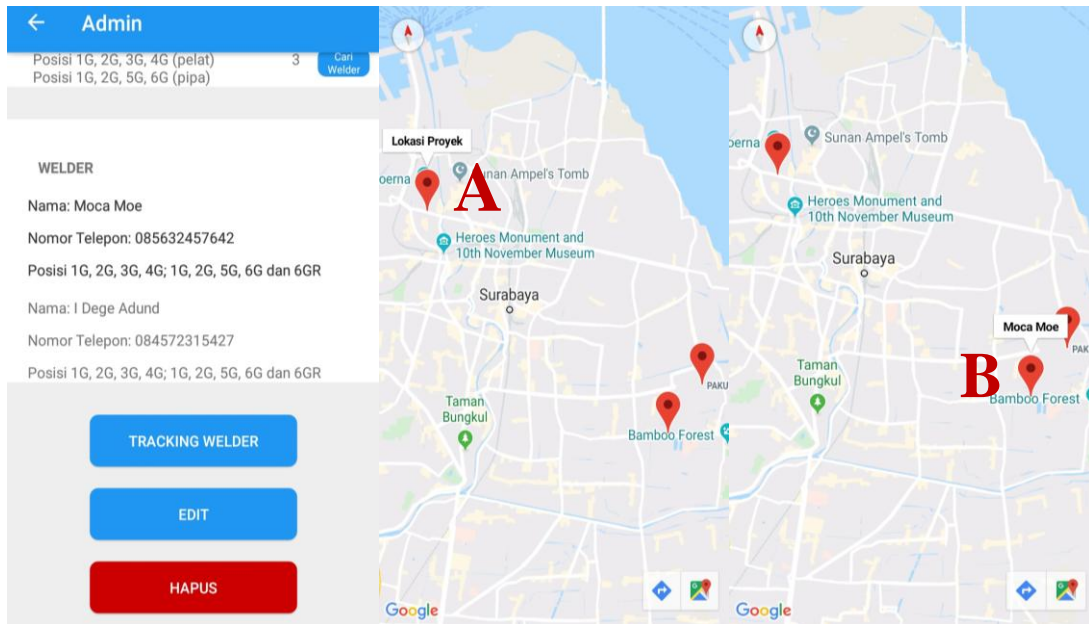 Admin
Posisi 1G, 2G, 3G, 4G (pelat)
3
Cari
Welder
Posisi 1G, 2G, 5G, 6G (pipa)
WELDER
Nama: Moca Moe
Nomor Telepon: 085632457642
Posisi 1G, 2G, 3G, 4G; 1G, 2G, 5G, 6G dan 6GR
Nama: I Dege Adund
Nomor Telepon: 084572315427
Posisi 1G, 2G, 3G, 4G; 1G, 2G, 5G, 6G dan 6GR
TRACKING WELDER
EDIT
HAPUS
Lokasi Proyek
oerna
Sunan Ampel's Tomb
A
Heroes Monument and
10th November Museum
Surabaya
PAKU
Taman
Bungkul
Bamboo Forest
Google
perna
Sunan Ampel's Tomb
Heroes Monument and
10th November Museum
Surabaya
Moca Moe
PAK
B
Taman
Bungkul
Bamboo Forest
Google